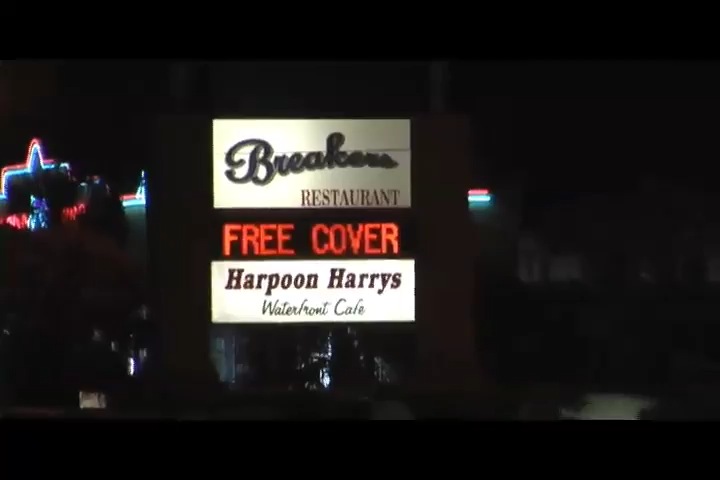 Breakers
RESTAURANT
FREE COVER
Harpoon Harrys
Waterfront Cafe